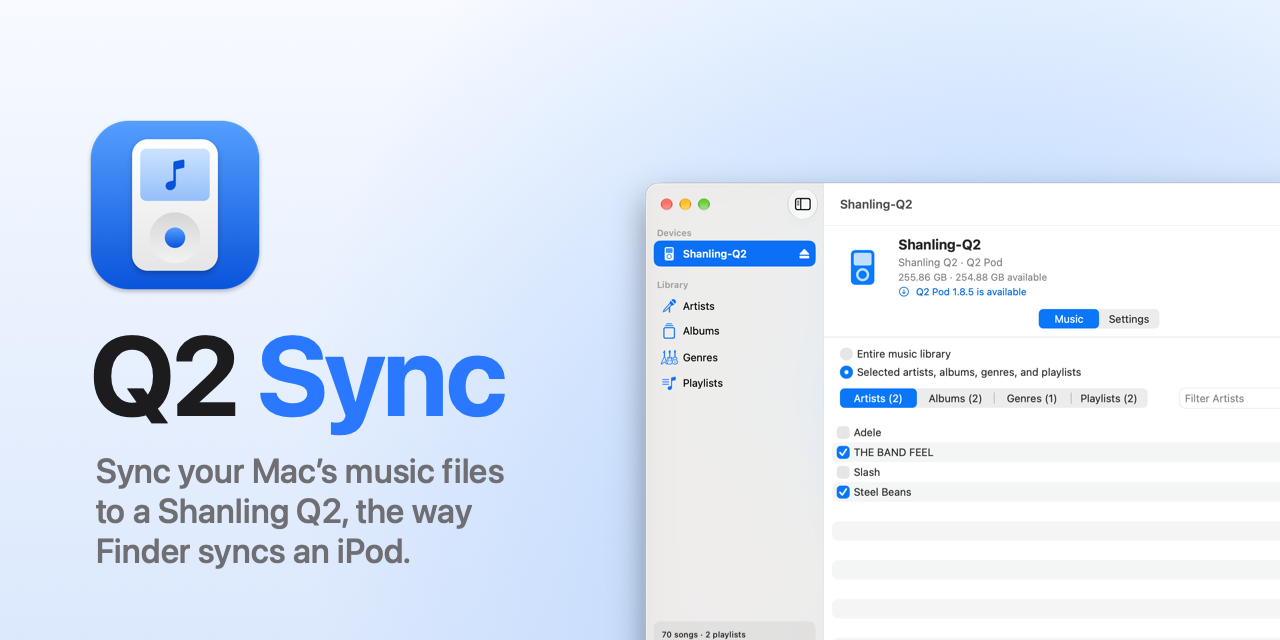 Q2 Sync
Sync your Mac’s music files
to a Shanling Q2, the way
Finder syncs an iPod.
Devices
Shanling-Q2
Library
Artists
Albums
Genres
Playlists
70 songs · 2 playlists
Shanling-Q2
Shanling-Q2
Shanling Q2 · Q2 Pod
255.86 GB · 254.88 GB available
Q2 Pod 1.8.5 is available
Music Settings
Entire music library
Selected artists, albums, genres, and playlists
Artists (2) Albums (2) Genres (1) Playlists (2) Filter Artists
Adele
THE BAND FEEL
Slash
Steel Beans